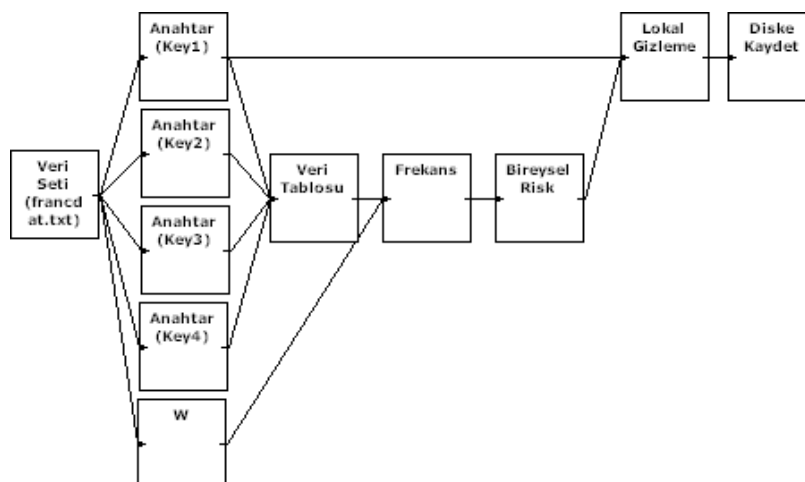 Anahtar
(Key1)
Lokal
Gizleme
Diske
Kaydet
Anahtar
(Key2)
Veri
Seti
(francd
at.txt)
Veri
Tablosu
Frekans
Bireysel
Risk
Anahtar
(Key3)
Anahtar
(Key4)
W